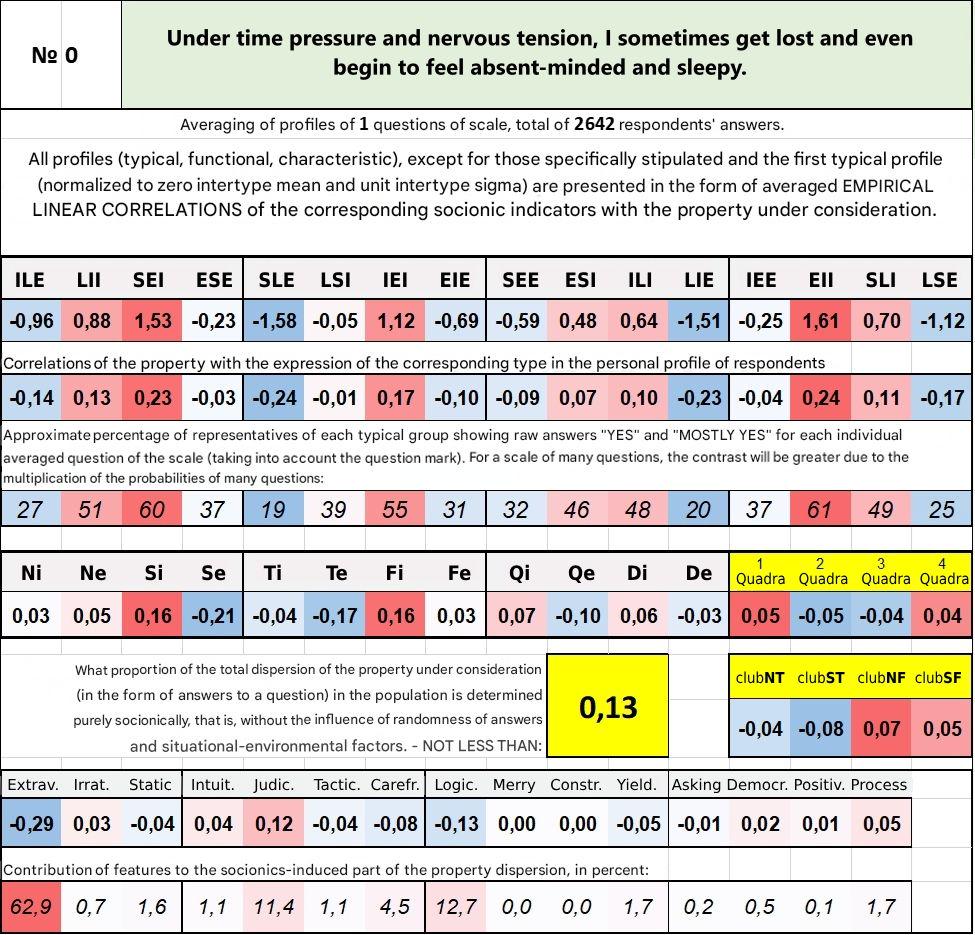 № 0
Under time pressure and nervous tension, I sometimes get lost and even
begin to feel absent-minded and sleepy.
Averaging of profiles of 1 questions of scale, total of 2642 respondents' answers.
All profiles (typical, functional, characteristic), except for those specifically stipulated and the first typical profile
(normalized to zero intertype mean and unit intertype sigma) are presented in the form of averaged EMPIRICAL
LINEAR CORRELATIONS of the corresponding socionic indicators with the property under consideration.
ILE LII SEI ESE SLE LSI IEI EIE SEE ESI ILI LIE IEE EII SLI LSE
-0,96 0,88 1,53 -0,23 -1,58 -0,05 1,12 -0,69 -0,59 0,48 0,64 -1,51 -0,25 1,61 0,70 -1,12
Correlations of the property with the expression of the corresponding type in the personal profile of respondents
-0,14 0,13 0,23 -0,03 -0,24 -0,01 0,17 -0,10 -0,09 0,07 0,10 -0,23 -0,04 0,24 0,11 -0,17
Approximate percentage of representatives of each typical group showing raw answers "YES" and "MOSTLY YES" for each individual
averaged question of the scale (taking into account the question mark). For a scale of many questions, the contrast will be greater due to the
multiplication of the probabilities of many questions:
27 51 60 37 19 39 55 31 32 46 48 20 37 61 49 25
Ni Ne Si Se Ti Te Fi Fe Qi Qe Di De 1 Quadra 2 Quadra 3 Quadra 4 Quadra
0,03 0,05 0,16 -0,21 -0,04 -0,17 0,16 0,03 0,07 -0,10 0,06 -0,03 0,05 -0,05 -0,04 0,04
What proportion of the total dispersion of the property under consideration
(in the form of answers to a question) in the population is determined
purely socionically, that is, without the influence of randomness of answers
and situational-environmental factors. - NOT LESS THAN:
0,13
clubNT clubST clubNF clubSF
-0,04 -0,08 0,07 0,05
Extrav. Irrat. Static Intuit. Judic. Tactic. Carefr. Logic. Merry Constr. Yield. Asking Democr. Positiv. Process
-0,29 0,03 -0,04 0,04 0,12 -0,04 -0,08 -0,13 0,00 0,00 -0,05 -0,01 0,02 0,01 0,05
Contribution of features to the socionics-induced part of the property dispersion, in percent:
62,9 0,7 1,6 1,1 11,4 1,1 4,5 12,7 0,0 0,0 1,7 0,2 0,5 0,1 1,7